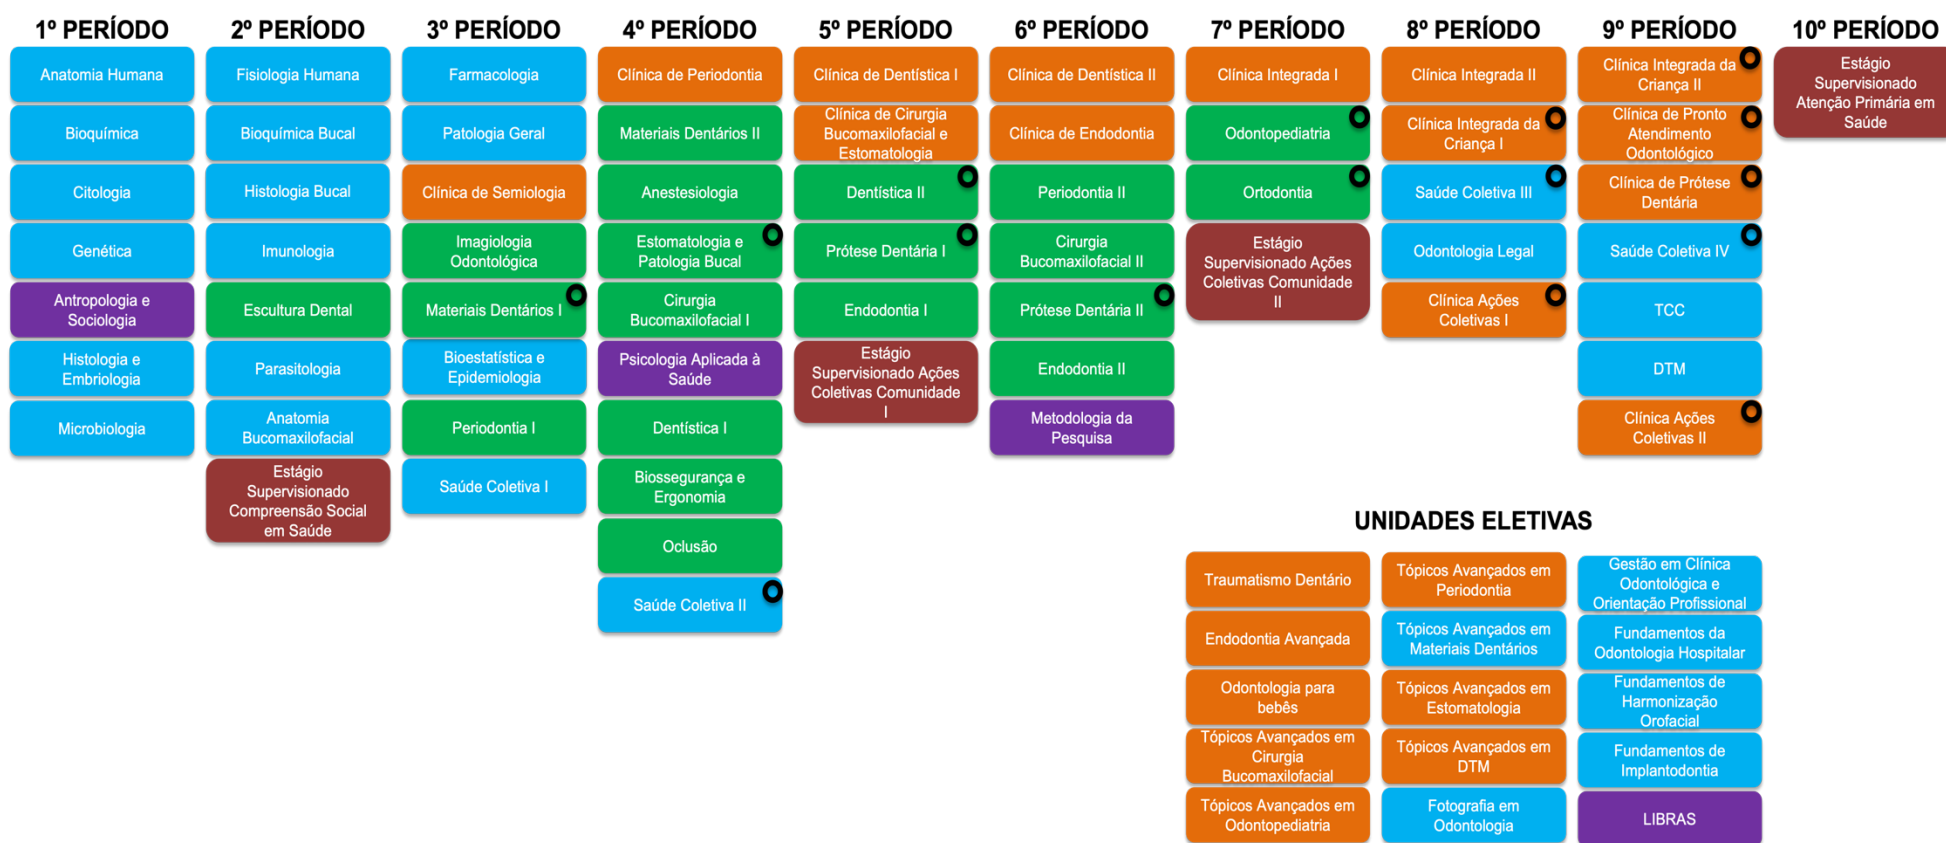 1º PERÍODO
Anatomia Humana
Bioquímica
Citologia
Genética
Antropologia e
Sociologia
Histologia e
Embriologia
Microbiologia
2º PERÍODO
Fisiologia Humana
Bioquímica Bucal
Histologia Bucal
Imunologia
Escultura Dental
Parasitologia
Anatomia
Bucomaxilofacial
Estágio
Supervisionado
Compreensão Social
em Saúde
3º PERÍODO
Farmacologia
Patologia Geral
Clínica de Semiologia
Imagiologia
Odontológica
Materiais Dentários I
Bioestatística e
Epidemiologia
Periodontia I
Saúde Coletiva I
4º PERÍODO
Clínica de Periodontia
Materiais Dentários II
Anestesiologia
Estomatologia e
Patologia Bucal
Cirurgia
Bucomaxilofacial I
Psicologia Aplicada à
Saúde
Dentística I
Biossegurança e
Ergonomia
Oclusão
Saúde Coletiva II
5º PERÍODO
Clínica de Dentística I
Clínica de Cirurgia
Bucomaxilofacial e
Estomatologia
Dentística II
Prótese Dentária I
Endodontia I
Estágio
Supervisionado Ações
Coletivas Comunidade
I
6º PERÍODO
Clínica de Dentística II
Clínica de Endodontia
Periodontia II
Cirurgia
Bucomaxilofacial II
Prótese Dentária II
Endodontia II
Metodologia da
Pesquisa
7º PERÍODO
Clínica Integrada I
Odontopediatria
Ortodontia
Estágio
Supervisionado Ações
Coletivas Comunidade
II
8º PERÍODO
Clínica Integrada II
Clínica Integrada da
Criança I
Saúde Coletiva III
Odontologia Legal
Clínica Ações
Coletivas I
9º PERÍODO
Clínica Integrada da
Criança II
Clínica de Pronto
Atendimento
Odontológico
Clínica de Prótese
Dentária
Saúde Coletiva IV
TCC
DTM
Clínica Ações
Coletivas II
10º PERÍODO
Estágio
Supervisionado
Atenção Primária em
Saúde
UNIDADES ELETIVAS
Traumatismo Dentário
Endodontia Avançada
Odontologia para
bebês
Tópicos Avançados em
Cirurgia
Bucomaxilofacial
Tópicos Avançados em
Odontopediatria
Tópicos Avançados em
Periodontia
Tópicos Avançados em
Materiais Dentários
Tópicos Avançados em
Estomatologia
Tópicos Avançados em
DTM
Fotografia em
Odontologia
Gestão em Clínica
Odontológica e
Orientação Profissional
Fundamentos da
Odontologia Hospitalar
Fundamentos de
Harmonização
Orofacial
Fundamentos de
Implantodontia
LIBRAS